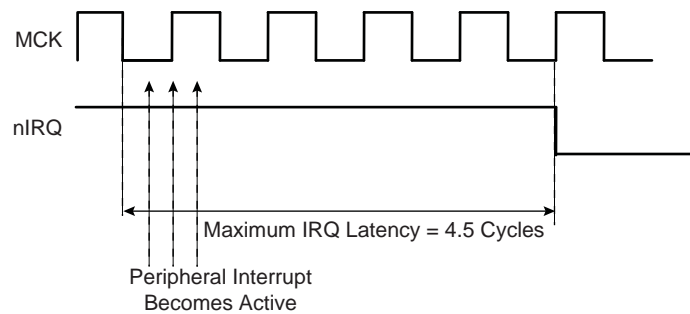 MCK
nIRQ
Maximum IRQ Latency = 4.5 Cycles
Peripheral Interrupt
Becomes Active